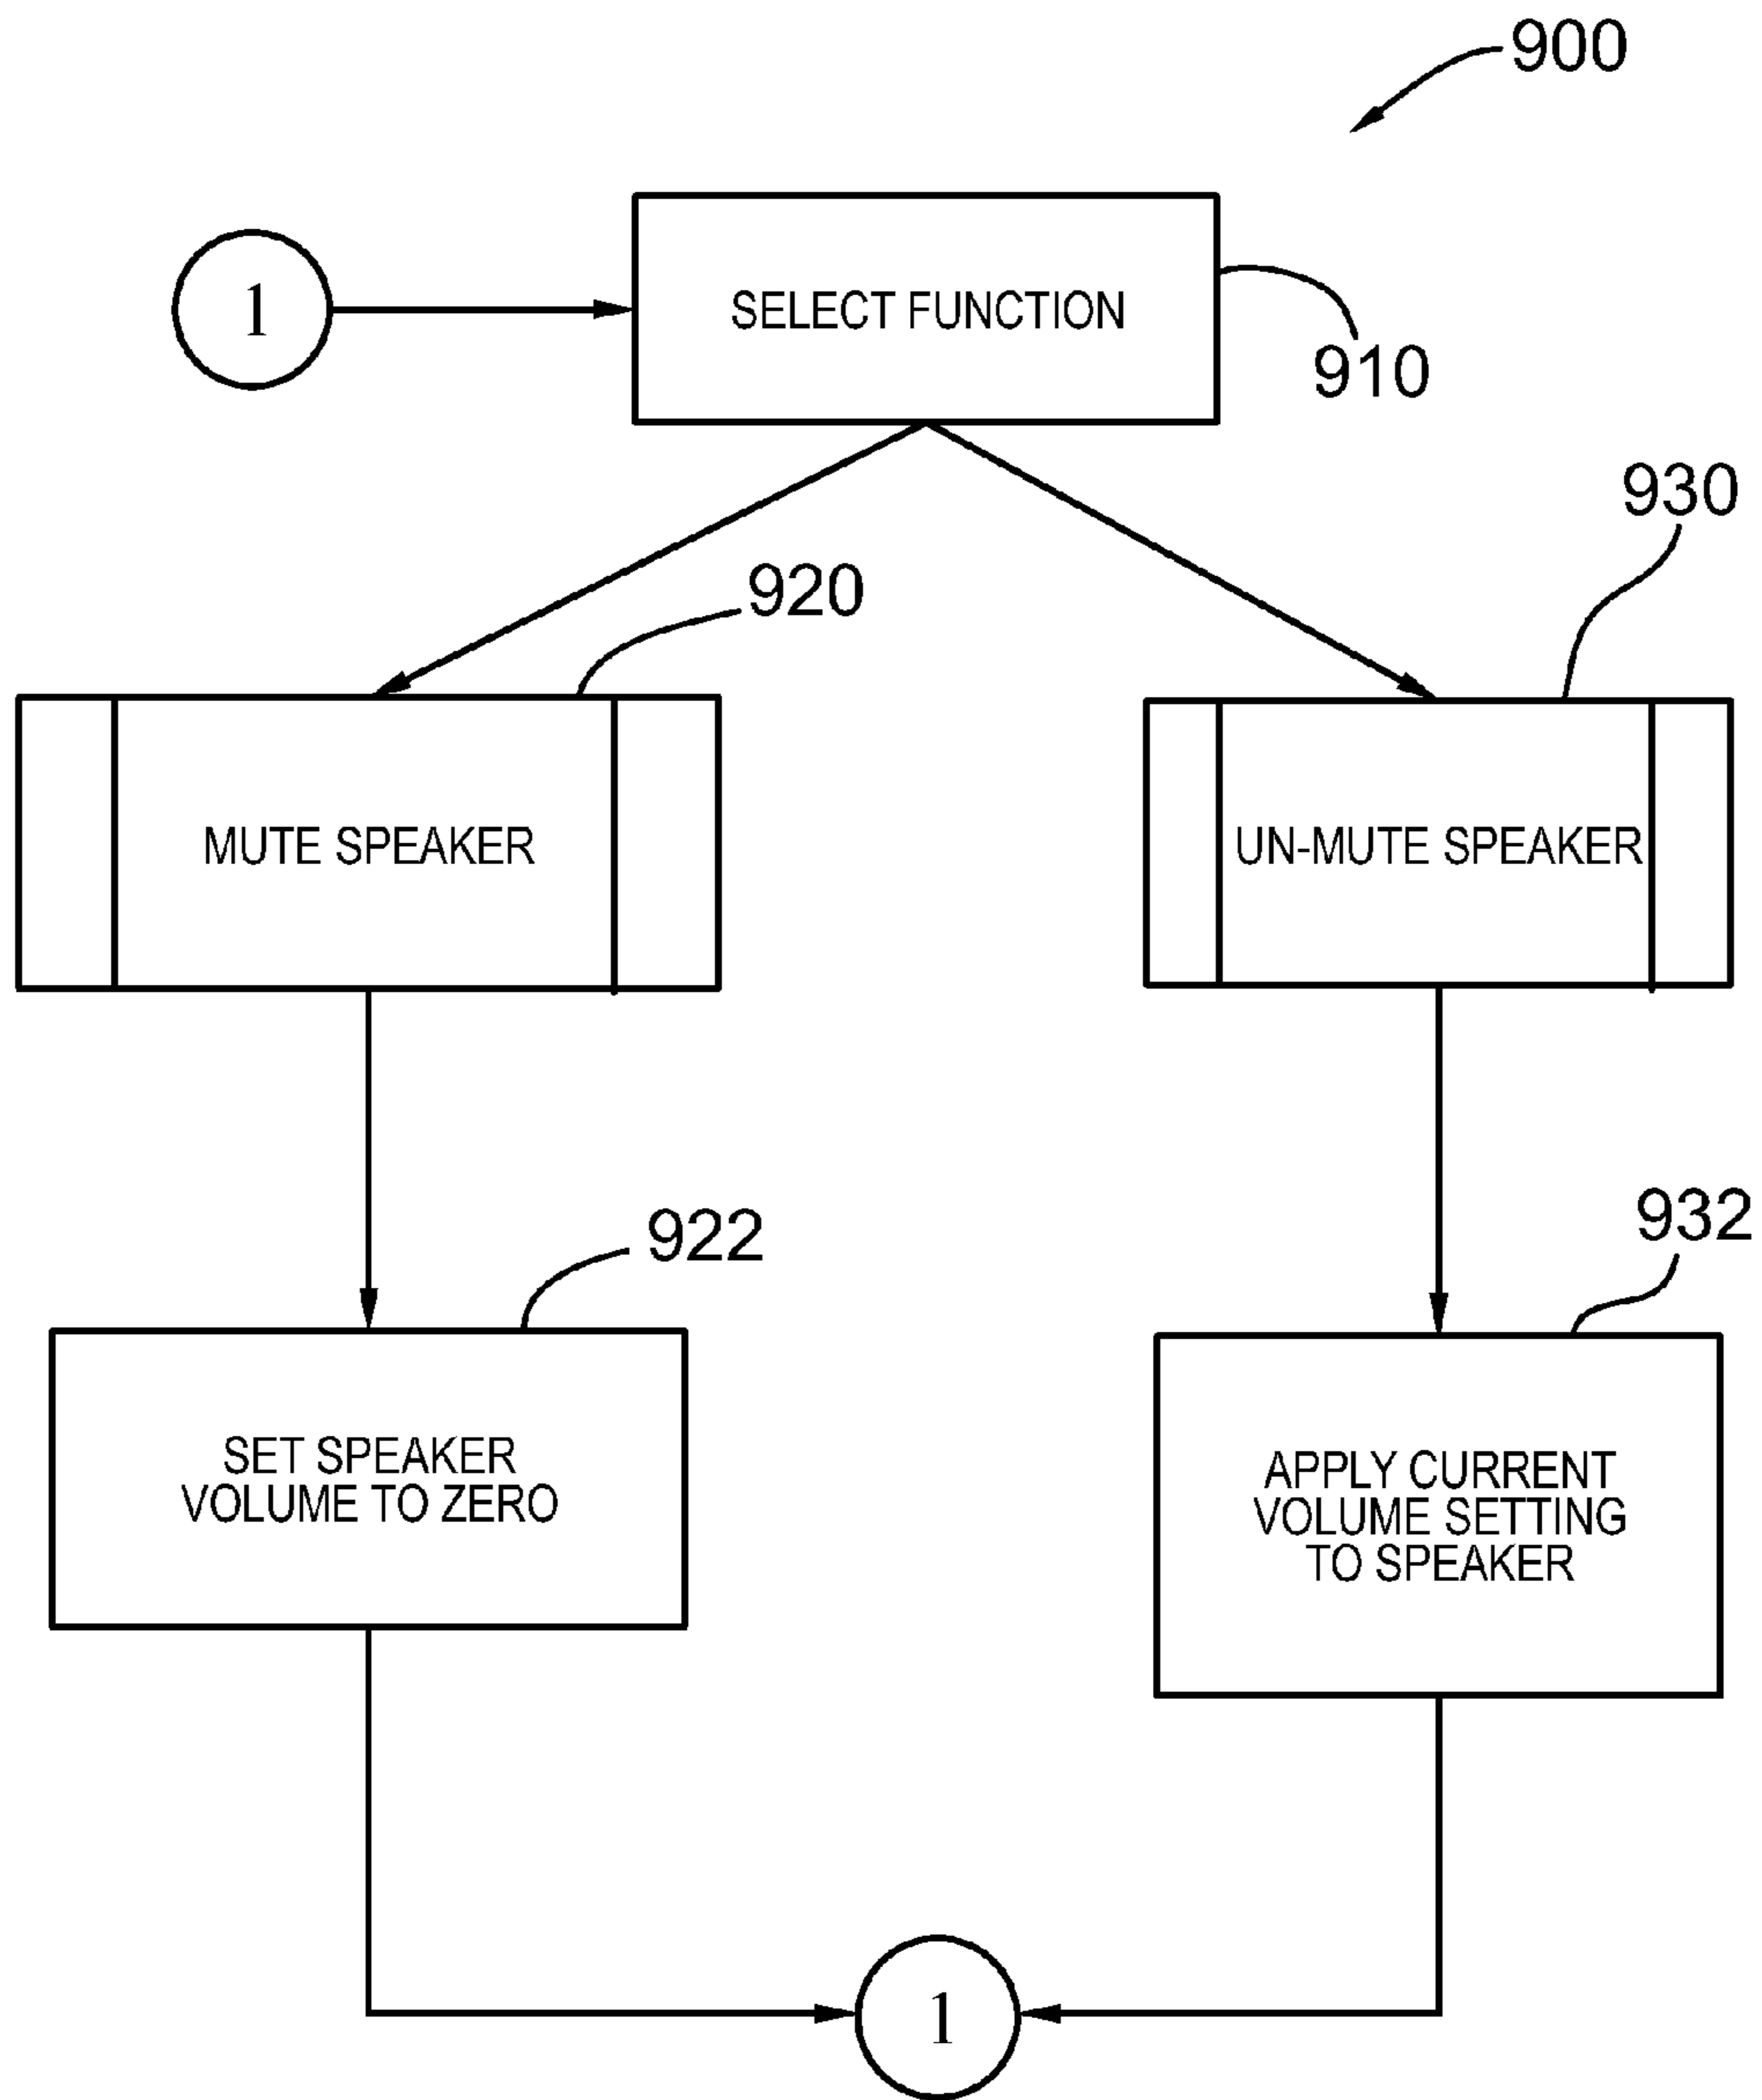 900
1
SELECT FUNCTION
910
930
920
MUTE SPEAKER
UN-MUTE SPEAKER
922
932
SET SPEAKER
VOLUME TO ZERO
APPLY CURRENT
VOLUME SETTING
TO SPEAKER
1